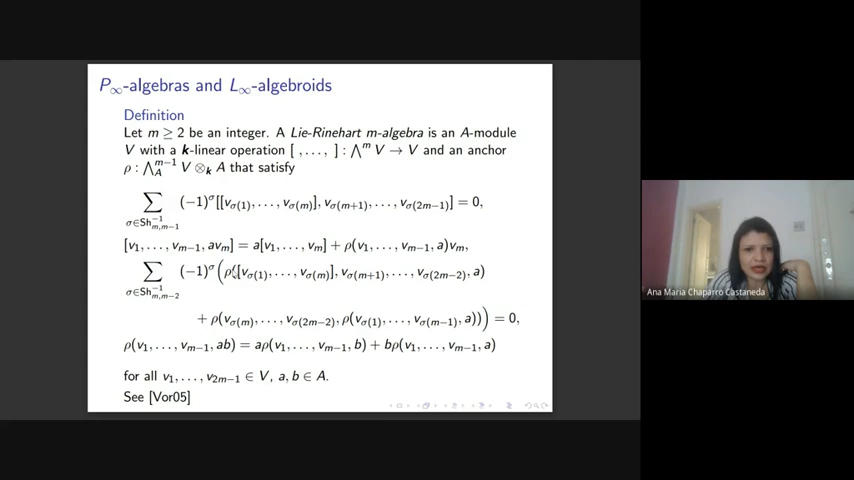 P∞-algebras and L∞-algebroids
Definition
Let m ≥ 2 be an integer. A Lie-Rinehart m-algebra is an A-module
V with a k-linear operation [ , . . . , ] : ⋀^m V → V and an anchor
ρ : ⋀_A^{m−1} V ⊗_k A that satisfy
∑_{σ∈Sh^{−1}_{m,m−1}} (−1)^σ [[v_{σ(1)}, . . . , v_{σ(m)}], v_{σ(m+1)}, . . . , v_{σ(2m−1)}] = 0,
[v_1, . . . , v_{m−1}, av_m] = a[v_1, . . . , v_m] + ρ(v_1, . . . , v_{m−1}, a)v_m,
∑_{σ∈Sh^{−1}_{m,m−2}} (−1)^σ (ρ([v_{σ(1)}, . . . , v_{σ(m)}], v_{σ(m+1)}, . . . , v_{σ(2m−2)}, a)
+ ρ(v_{σ(m)}, . . . , v_{σ(2m−2)}, ρ(v_{σ(1)}, . . . , v_{σ(m−1)}, a))) = 0,
ρ(v_1, . . . , v_{m−1}, ab) = aρ(v_1, . . . , v_{m−1}, b) + bρ(v_1, . . . , v_{m−1}, a)
for all v_1, . . . , v_{2m−1} ∈ V, a, b ∈ A.
See [Vor05]
Ana Maria Chaparro Castaneda